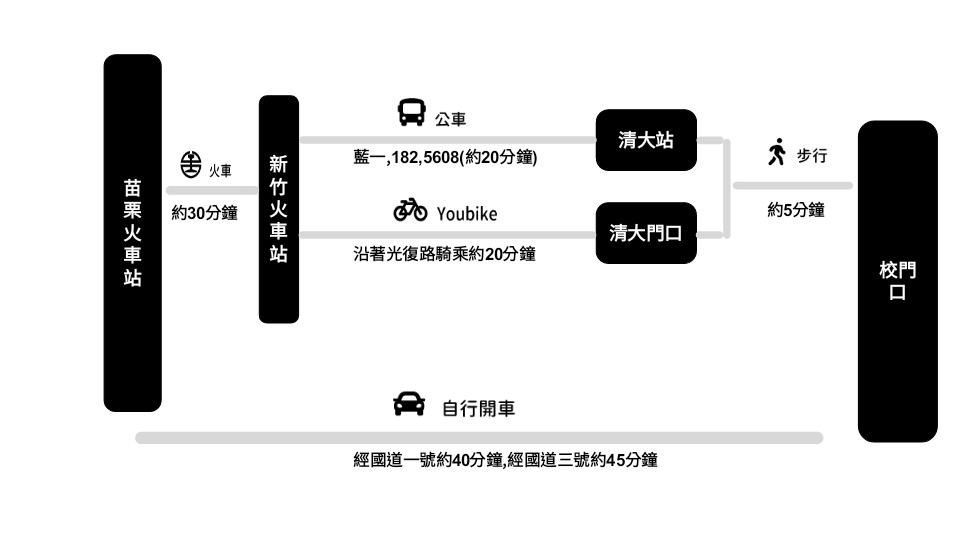 苗栗火車站
火車
約30分鐘
新竹火車站
公車
藍一,182,5608(約20分鐘)
清大站
Youbike
沿著光復路騎乘約20分鐘
清大門口
步行
約5分鐘
校門
口
自行開車
經國道一號約40分鐘,經國道三號約45分鐘